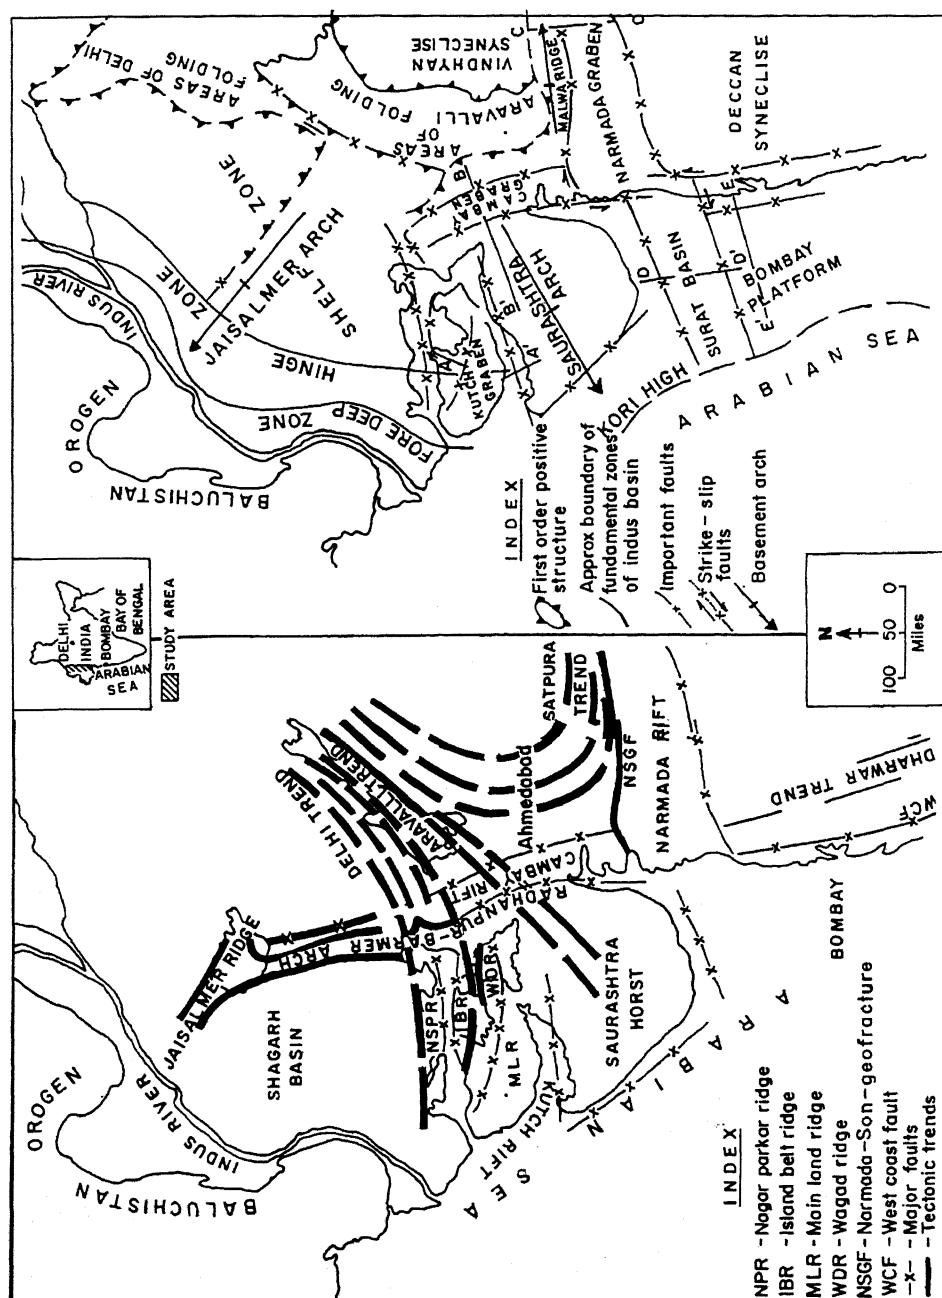 OROGEN
BALUCHISTAN
INDUS RIVER
SHAGARH
BASIN
JAISALMER RIDGE
RADHANPUR-BARMER
ARCH
DELHI TREND
ARAVALLI TREND
NSPR
IBR
WDR
MLR
KUTCH RIFT
CAMBAY
RIFT
Ahmedabad
SATPURA
TREND
NSGF
NARMADA RIFT
SAURASHTRA
HORST
ARABIAN
SEA
BOMBAY
WCF
DHARWAR TREND
INDEX
NPR - Nagar parkar ridge
IBR - Island belt ridge
MLR - Main land ridge
WDR - Wagad ridge
NSGF - Narmada-Son-geofracture
WCF - West coast fault
-x- - Major faults
- Tectonic trends
DELHI
INDIA
BOMBAY
BAY OF
BENGAL
ARABIAN
SEA
STUDY AREA
N
100 50 0
Miles
OROGEN
BALUCHISTAN
INDUS RIVER
FORE DEEP
ZONE
HINGE
ZONE
JAISALMER ARCH
SHELF
ZONE
AREAS OF DELHI
FOLDING
AREAS
OF
ARAVALLI FOLDING
VINDHYAN
SYNECLISE
KUTCH
GRABEN
A
A'
B
B'
C
CAMBAY
GRABEN
MALWA RIDGE
NARMADA GRABEN
SAURASHTRA
ARCH
DECCAN
SYNECLISE
D
D'
E
E'
SURAT BASIN
BOMBAY
PLATFORM
KORI HIGH
ARABIAN SEA
INDEX
First order positive
structure
Approx boundary of
fundamental zones
of indus basin
Important faults
Strike-slip
faults
Basement arch